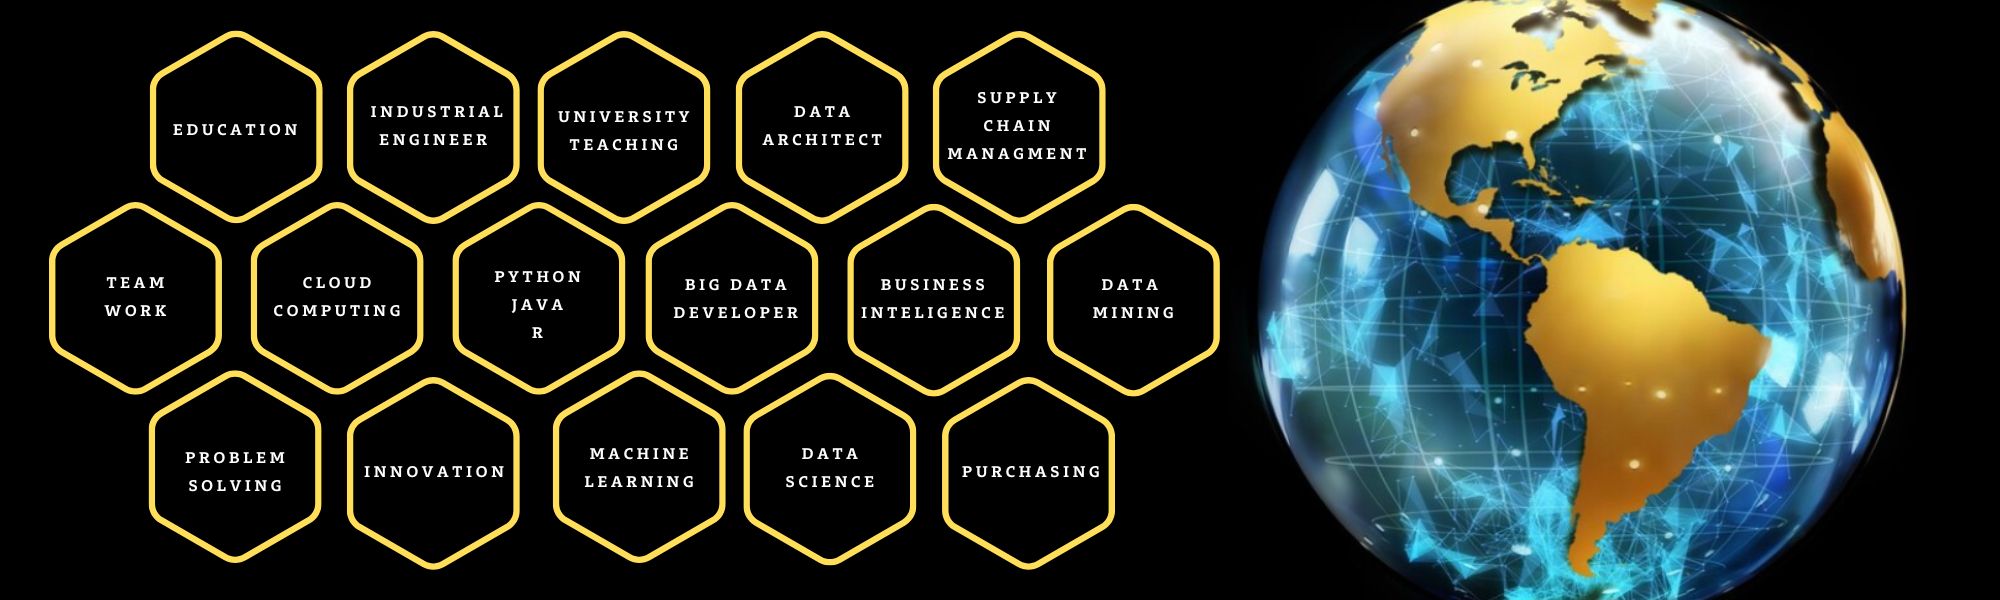 EDUCATION
INDUSTRIAL
ENGINEER
UNIVERSITY
TEACHING
DATA
ARCHITECT
SUPPLY
CHAIN
MANAGMENT
TEAM
WORK
CLOUD
COMPUTING
PYTHON
JAVA
R
BIG DATA
DEVELOPER
BUSINESS
INTELIGENCE
DATA
MINING
PROBLEM
SOLVING
INNOVATION
MACHINE
LEARNING
DATA
SCIENCE
PURCHASING